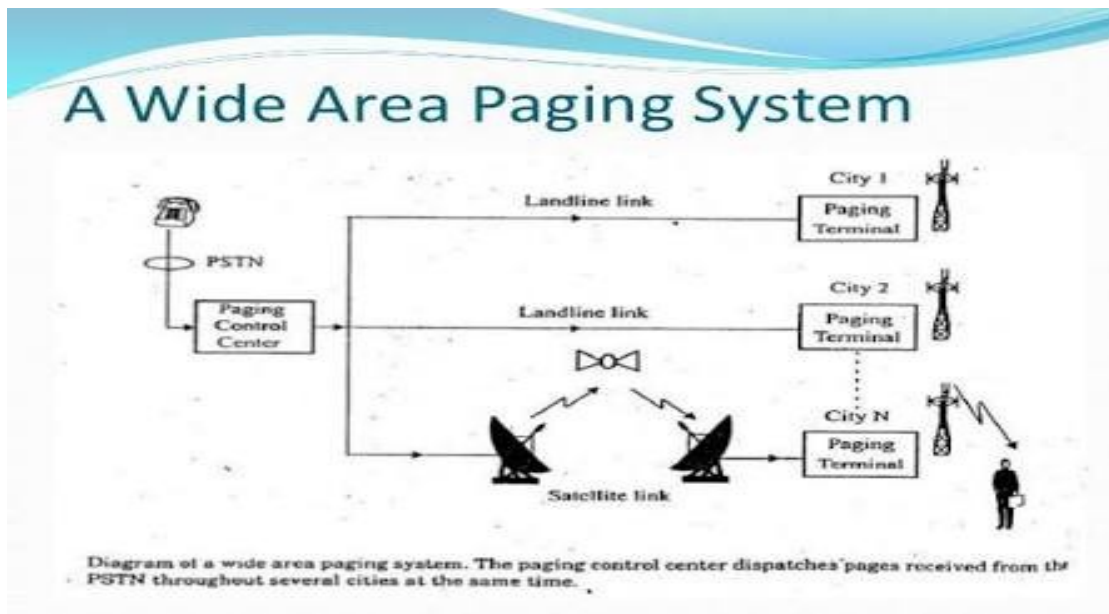 A Wide Area Paging System
City 1
Landline link
Paging
Terminal
PSTN
City 2
Paging
Control
Center
Landline link
Paging
Terminal
City N
Paging
Terminal
Satellite link
Diagram of a wide area paging system. The paging control center dispatches pages received from the
PSTN throughout several cities at the same time.